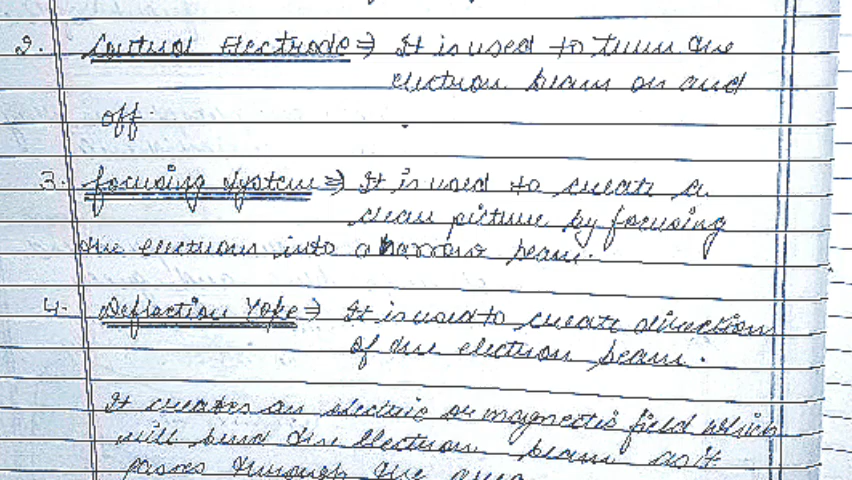 2. Control Electrode ⇒ It is used to turn the
electron beam on and
off.
3. focusing system ⇒ It is used to create a
clear picture by focusing
the electrons into a narrow beam.
4. Deflection Yoke ⇒ It is used to create direction
of the electron beam.
It creates an electric or magnetic field which
will bend the electron beam as it
passes through the area